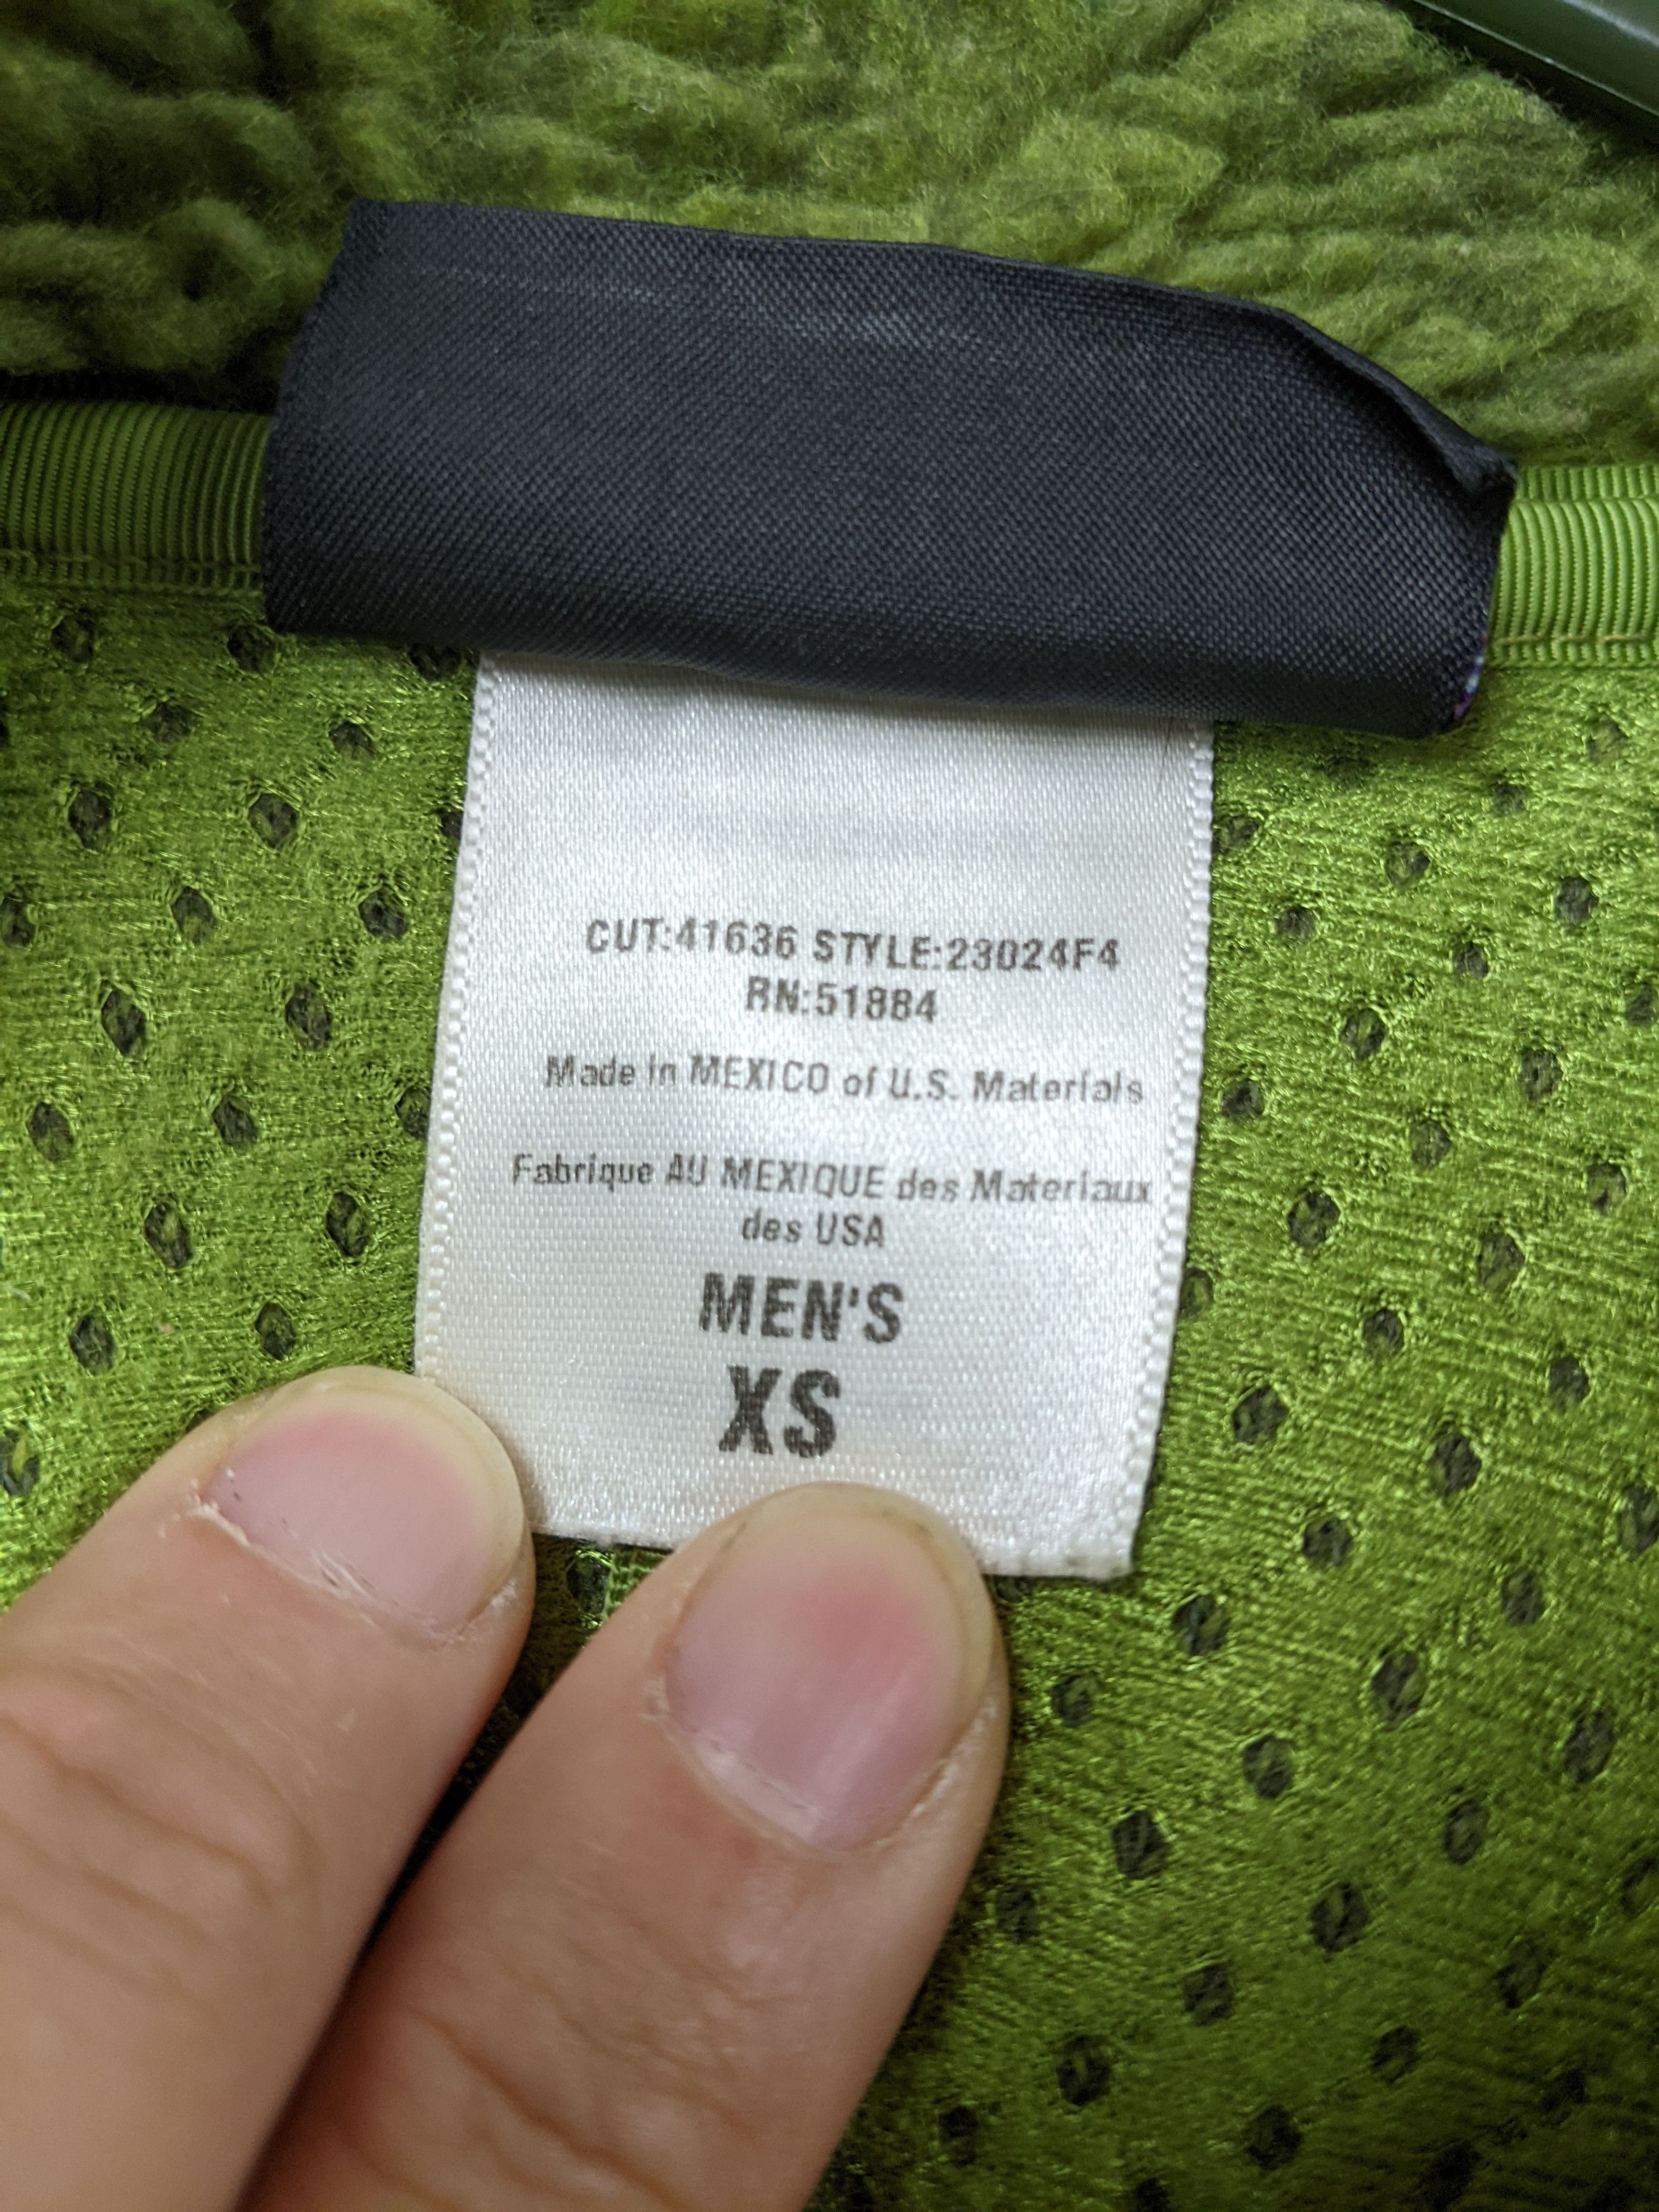 CUT:41636 STYLE:23024F4
RN:51884
Made in MEXICO of U.S. Materials
Fabrique AU MEXIQUE des Materiaux
des USA
MEN'S
XS